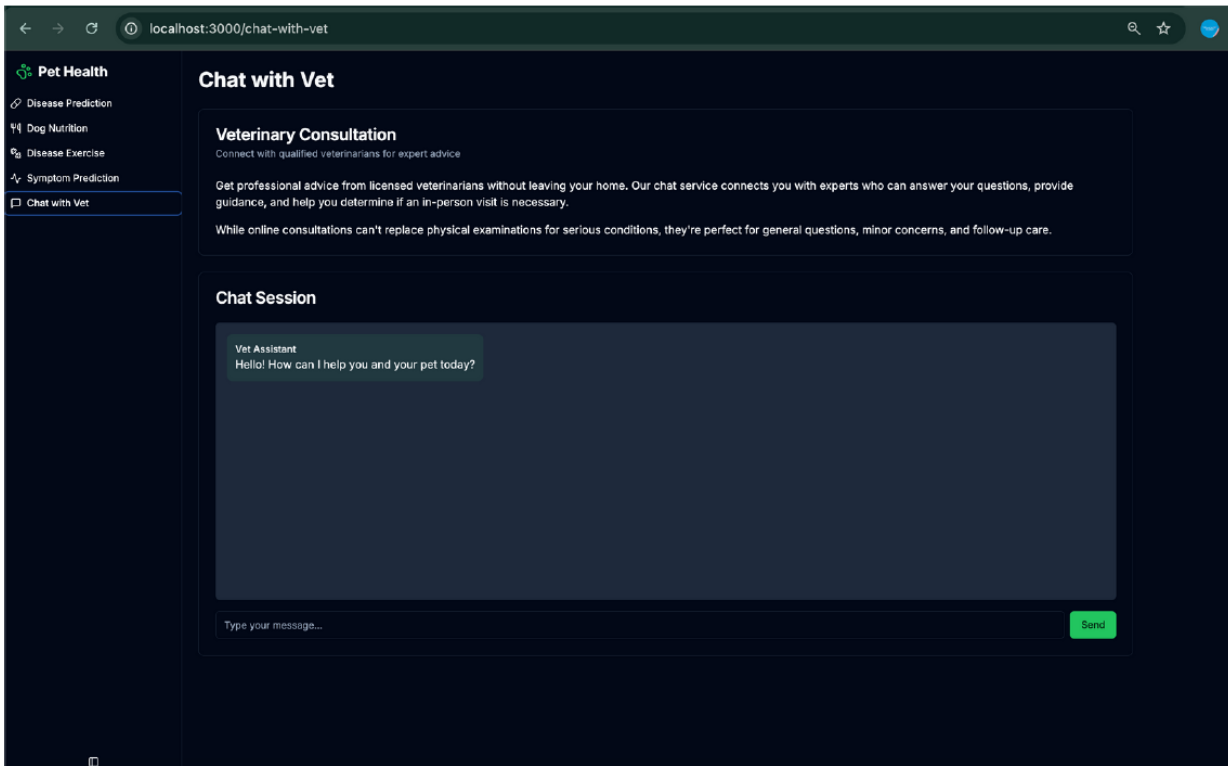 localhost:3000/chat-with-vet
Pet Health
Disease Prediction
Dog Nutrition
Disease Exercise
Symptom Prediction
Chat with Vet
Chat with Vet
Veterinary Consultation
Connect with qualified veterinarians for expert advice
Get professional advice from licensed veterinarians without leaving your home. Our chat service connects you with experts who can answer your questions, provide
guidance, and help you determine if an in-person visit is necessary.
While online consultations can't replace physical examinations for serious conditions, they're perfect for general questions, minor concerns, and follow-up care.
Chat Session
Vet Assistant
Hello! How can I help you and your pet today?
Type your message...
Send